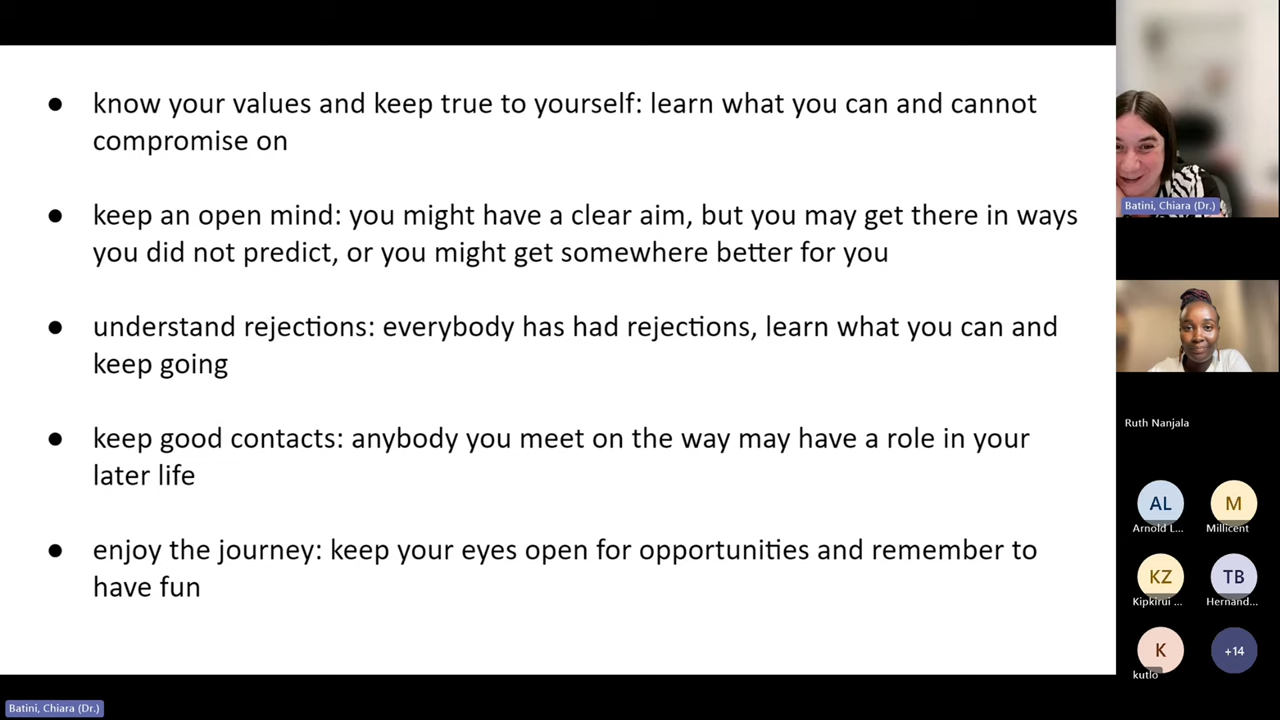 ● know your values and keep true to yourself: learn what you can and cannot
compromise on
● keep an open mind: you might have a clear aim, but you may get there in ways
you did not predict, or you might get somewhere better for you
● understand rejections: everybody has had rejections, learn what you can and
keep going
● keep good contacts: anybody you meet on the way may have a role in your
later life
● enjoy the journey: keep your eyes open for opportunities and remember to
have fun
Batini, Chiara (Dr.)
Ruth Nanjala
AL
M
Arnold L...
Millicent
KZ
TB
Kipkirui ...
Hernand...
K
+14
kutlo
Batini, Chiara (Dr.)